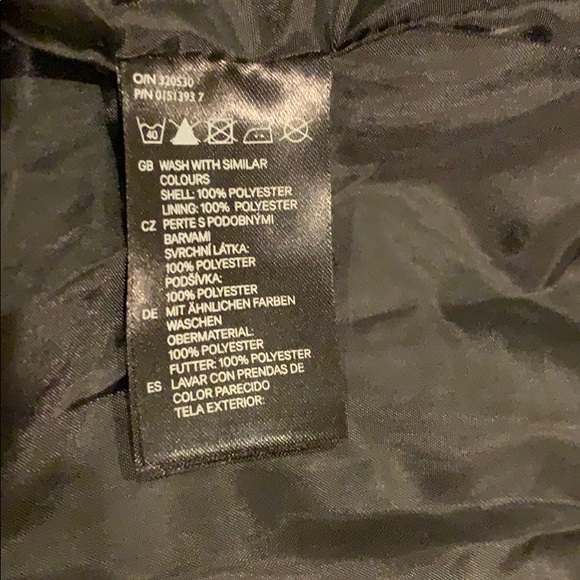 O/N 320530
P/N 0151393 7
40
GB WASH WITH SIMILAR
COLOURS
SHELL: 100% POLYESTER
LINING: 100% POLYESTER
CZ PERTE S PODOBNÝMI
BARVAMI
SVRCHNÍ LÁTKA:
100% POLYESTER
PODŠÍVKA:
100% POLYESTER
DE MIT ÄHNLICHEN FARBEN
WASCHEN
OBERMATERIAL:
100% POLYESTER
FUTTER: 100% POLYESTER
ES LAVAR CON PRENDAS DE
COLOR PARECIDO
TELA EXTERIOR: